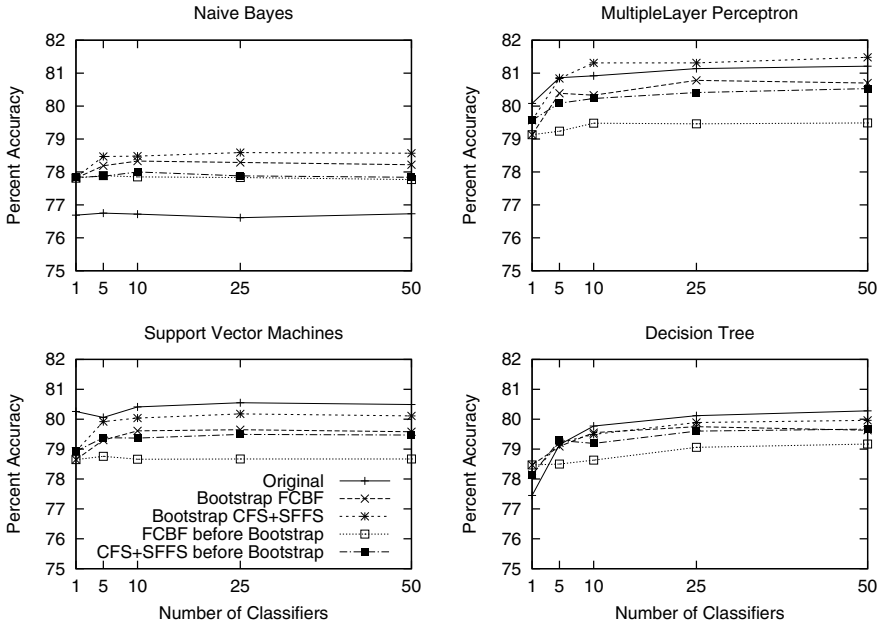 Naive Bayes
Percent Accuracy
82
81
80
79
78
77
76
75
1 5 10 25 50
MultipleLayer Perceptron
Percent Accuracy
82
81
80
79
78
77
76
75
1 5 10 25 50
Support Vector Machines
Percent Accuracy
82
81
80
79
78
77
76
75
Original
Bootstrap FCBF
Bootstrap CFS+SFFS
FCBF before Bootstrap
CFS+SFFS before Bootstrap
1 5 10 25 50
Number of Classifiers
Decision Tree
Percent Accuracy
82
81
80
79
78
77
76
75
1 5 10 25 50
Number of Classifiers